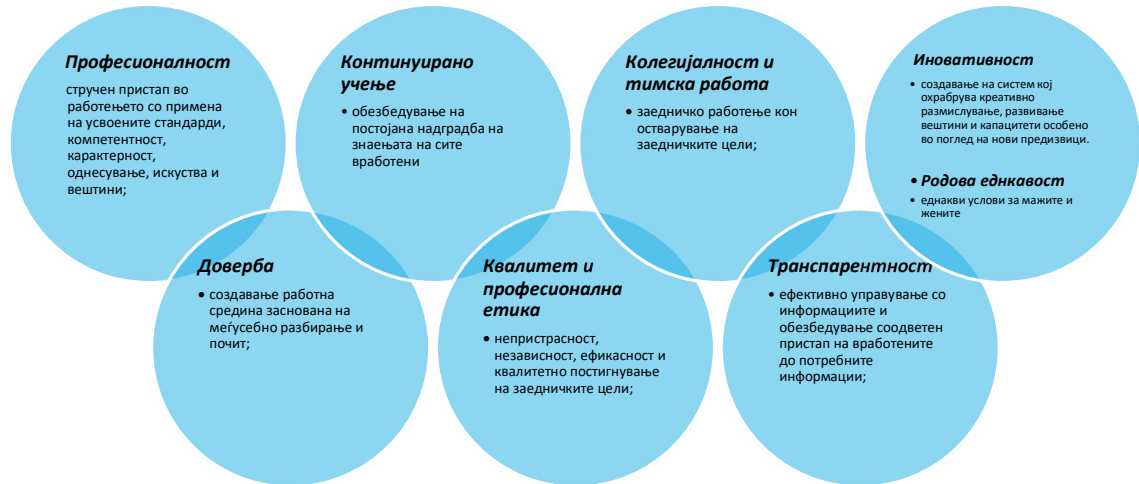 Професионалност
стручен пристап во
работењето со примена
на усвоените стандарди,
компетентност,
карактерност,
однесување, искуства и
вештини;
Доверба
• создавање работна
средина заснована на
меѓусебно разбирање и
почит;
Континуирано
учење
• обезбедување на
постојана надградба на
знаењата на сите
вработени
Квалитет и
професионална
етика
• непристрасност,
независност, ефикасност и
квалитетно постигнување
на заедничките цели;
Колегијалност и
тимска работа
• заедничко работење кон
остварување на
заедничките цели;
Транспарентност
• ефективно управување со
информациите и
обезбедување соодветен
пристап на вработените
до потребните
информации;
Иновативност
• создавање на систем кој
охрабрува креативно
размислување, развивање
вештини и капацитети особено
во поглед на нови предизвици.
• Родова еднкавост
• еднакви услови за мажите и
жените